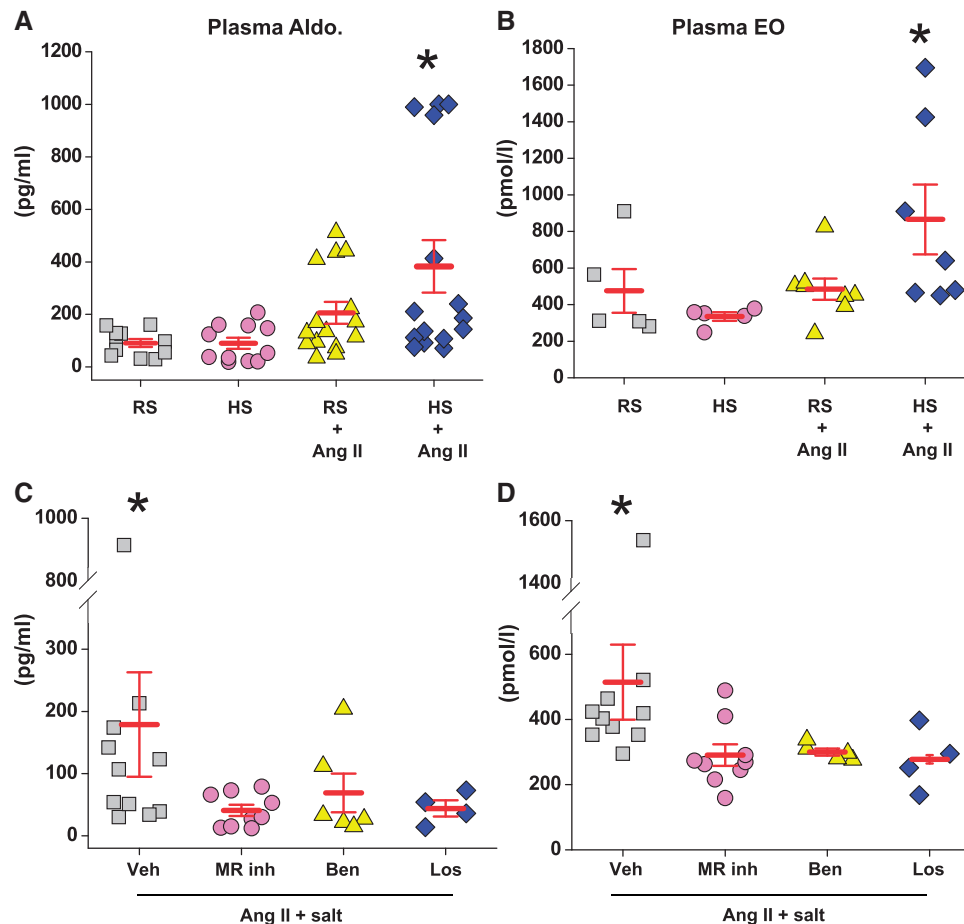 A
Plasma Aldo.
*
1200
1000
800
600
400
200
0
(pg/ml)
RS
HS
RS
+
Ang II
HS
+
Ang II
B
Plasma EO
*
1800
1600
1400
1200
1000
800
600
400
200
0
(pmol/l)
RS
HS
RS
+
Ang II
HS
+
Ang II
C
*
1000
800
300
200
100
0
(pg/ml)
Veh
MR inh
Ben
Los
Ang II + salt
D
*
1600
1400
600
400
200
0
(pmol/l)
Veh
MR inh
Ben
Los
Ang II + salt